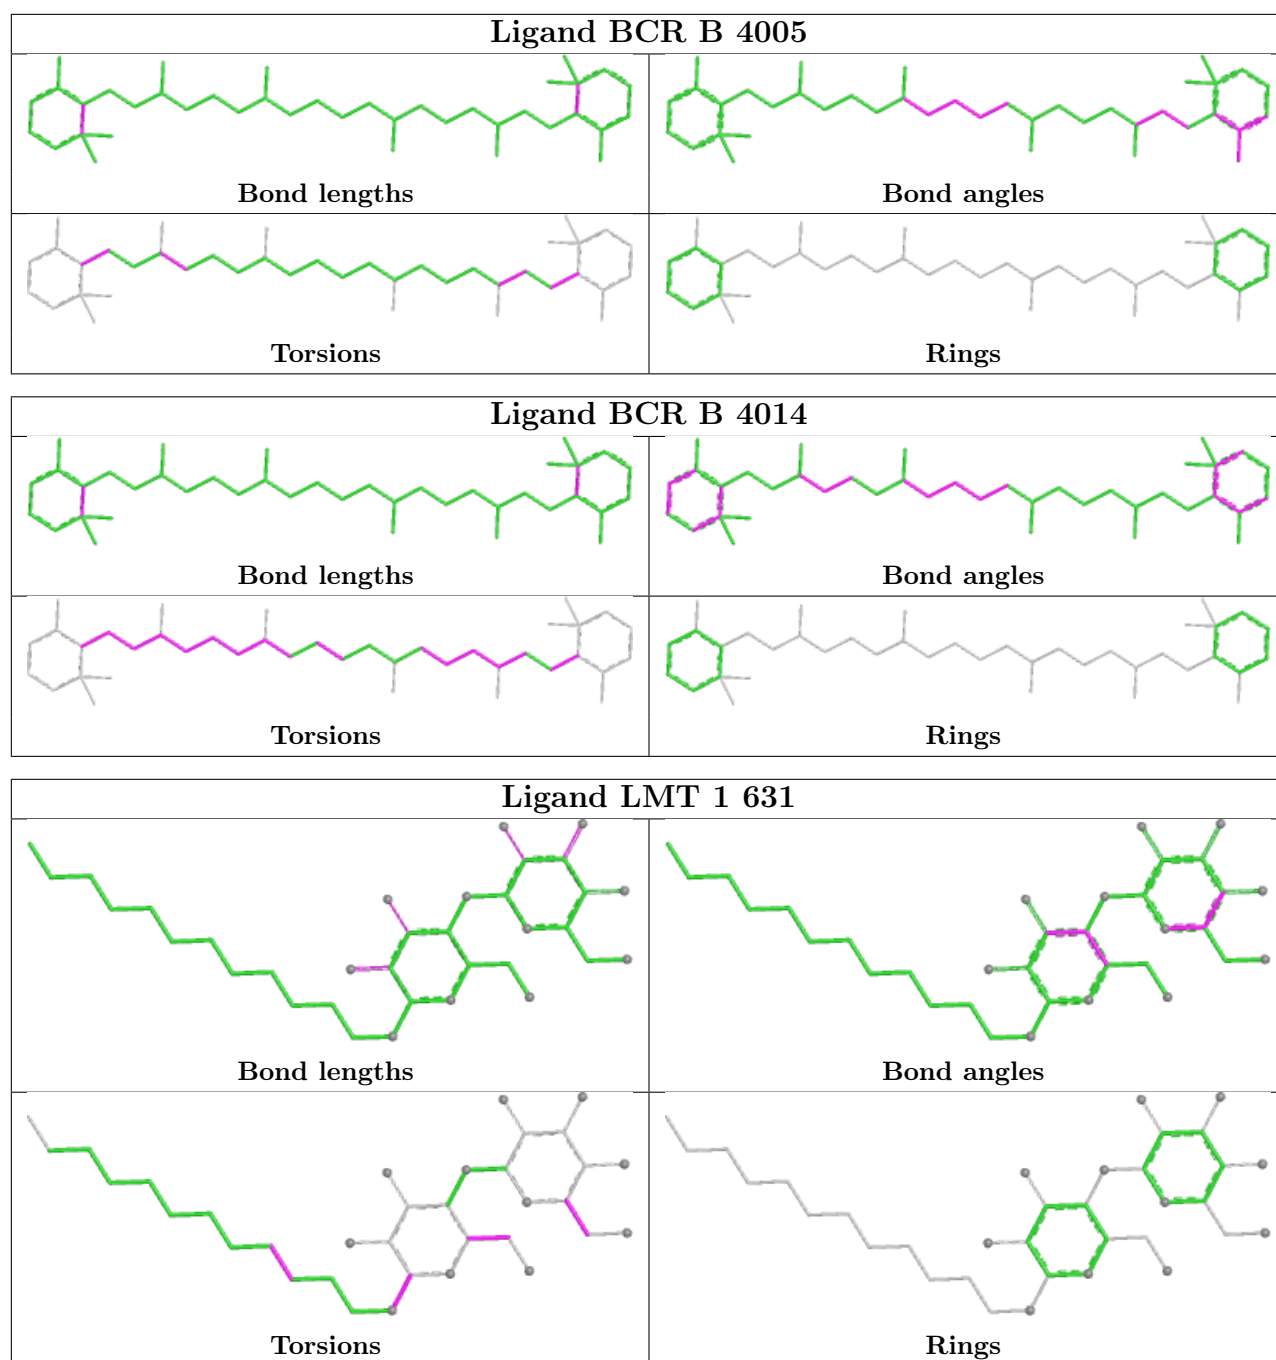 Ligand BCR B 4005
Bond lengths
Bond angles
Torsions
Rings
Ligand BCR B 4014
Bond lengths
Bond angles
Torsions
Rings
Ligand LMT 1 631
Bond lengths
Bond angles
Torsions
Rings